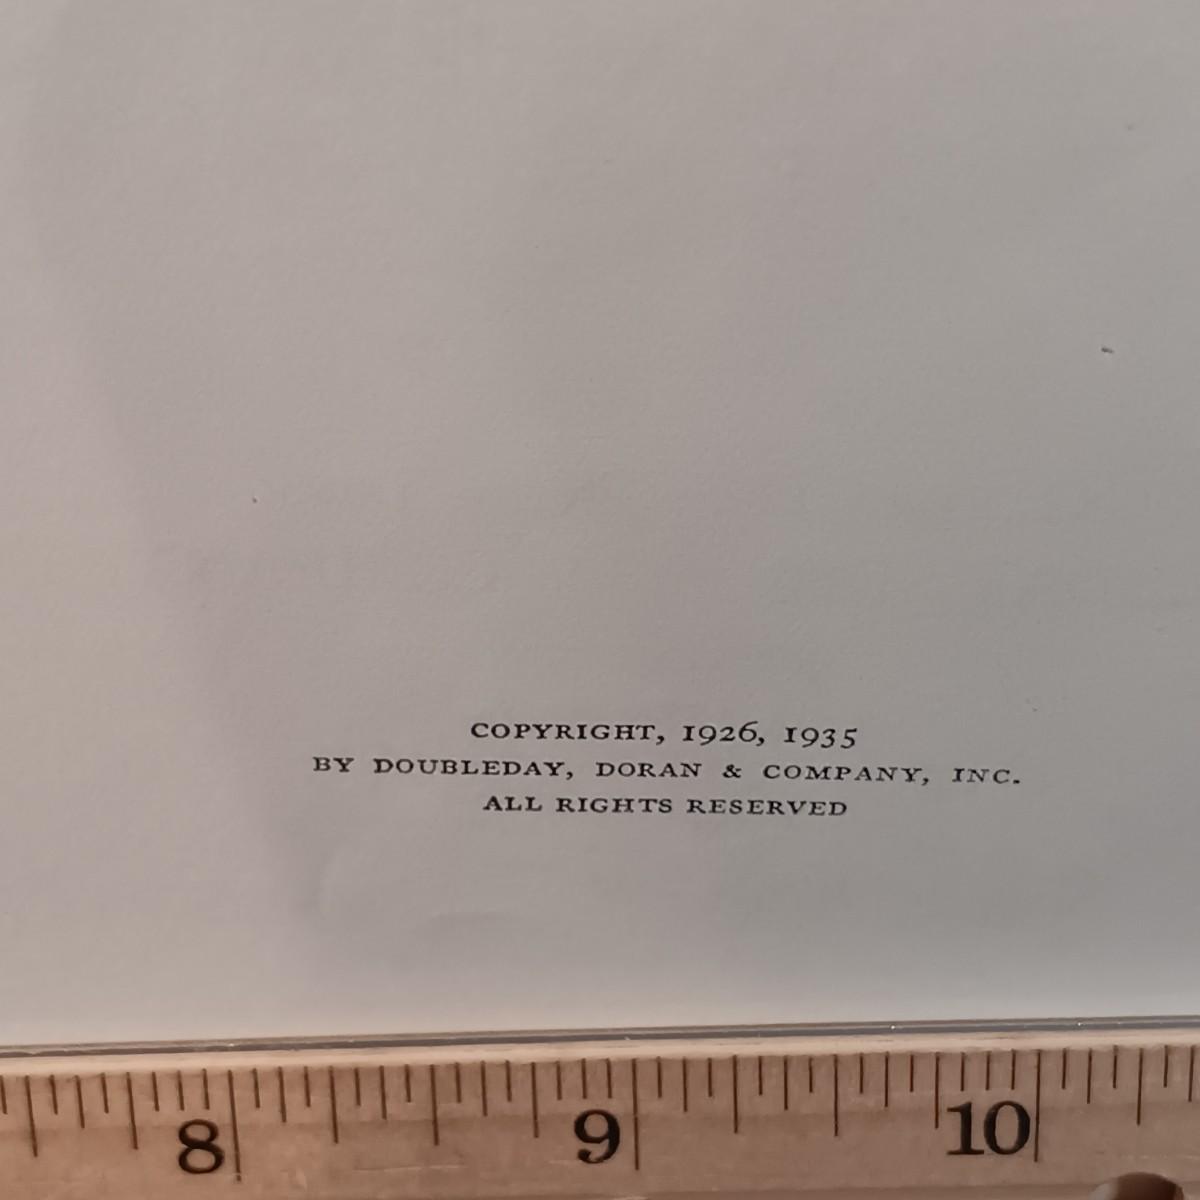 COPYRIGHT, 1926, 1935
BY DOUBLEDAY, DORAN & COMPANY, INC.
ALL RIGHTS RESERVED
8 9 10